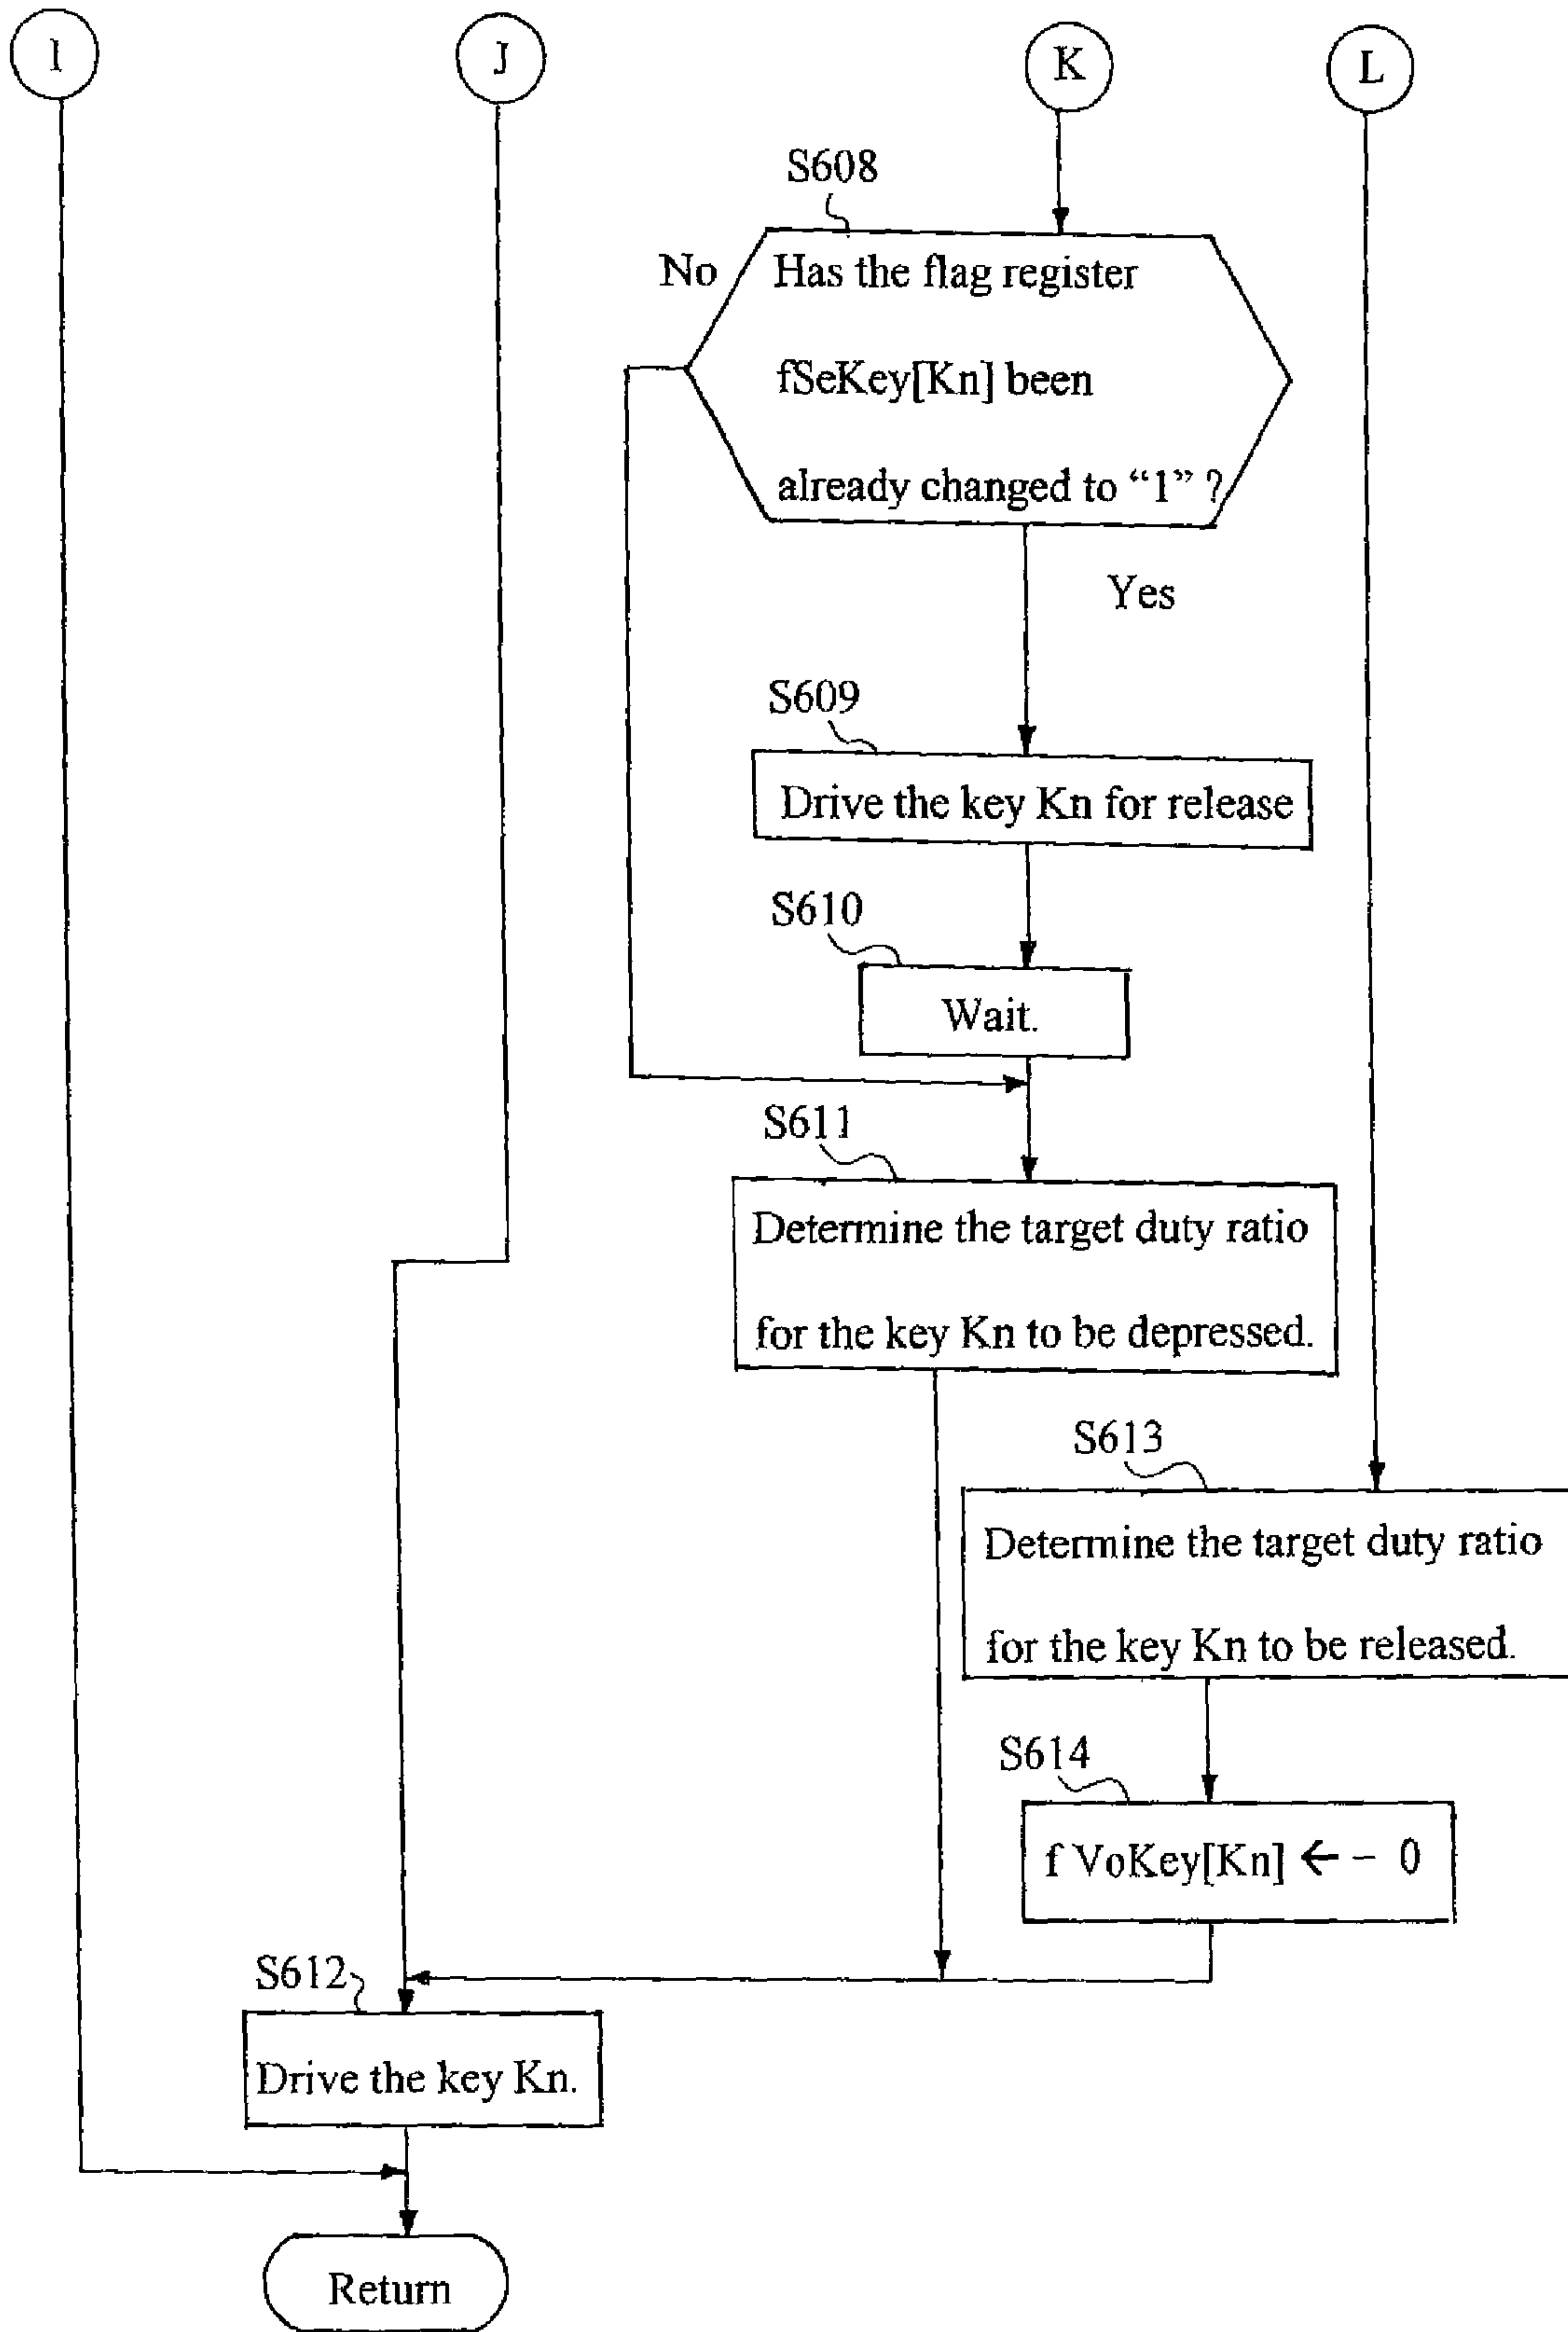 I
J
K
L
S608
No
Has the flag register
fSeKey[Kn] been
already changed to “1” ?
Yes
S609
Drive the key Kn for release
S610
Wait.
S611
Determine the target duty ratio
for the key Kn to be depressed.
S613
Determine the target duty ratio
for the key Kn to be released.
S614
f VoKey[Kn] ← – 0
S612
Drive the key Kn.
Return